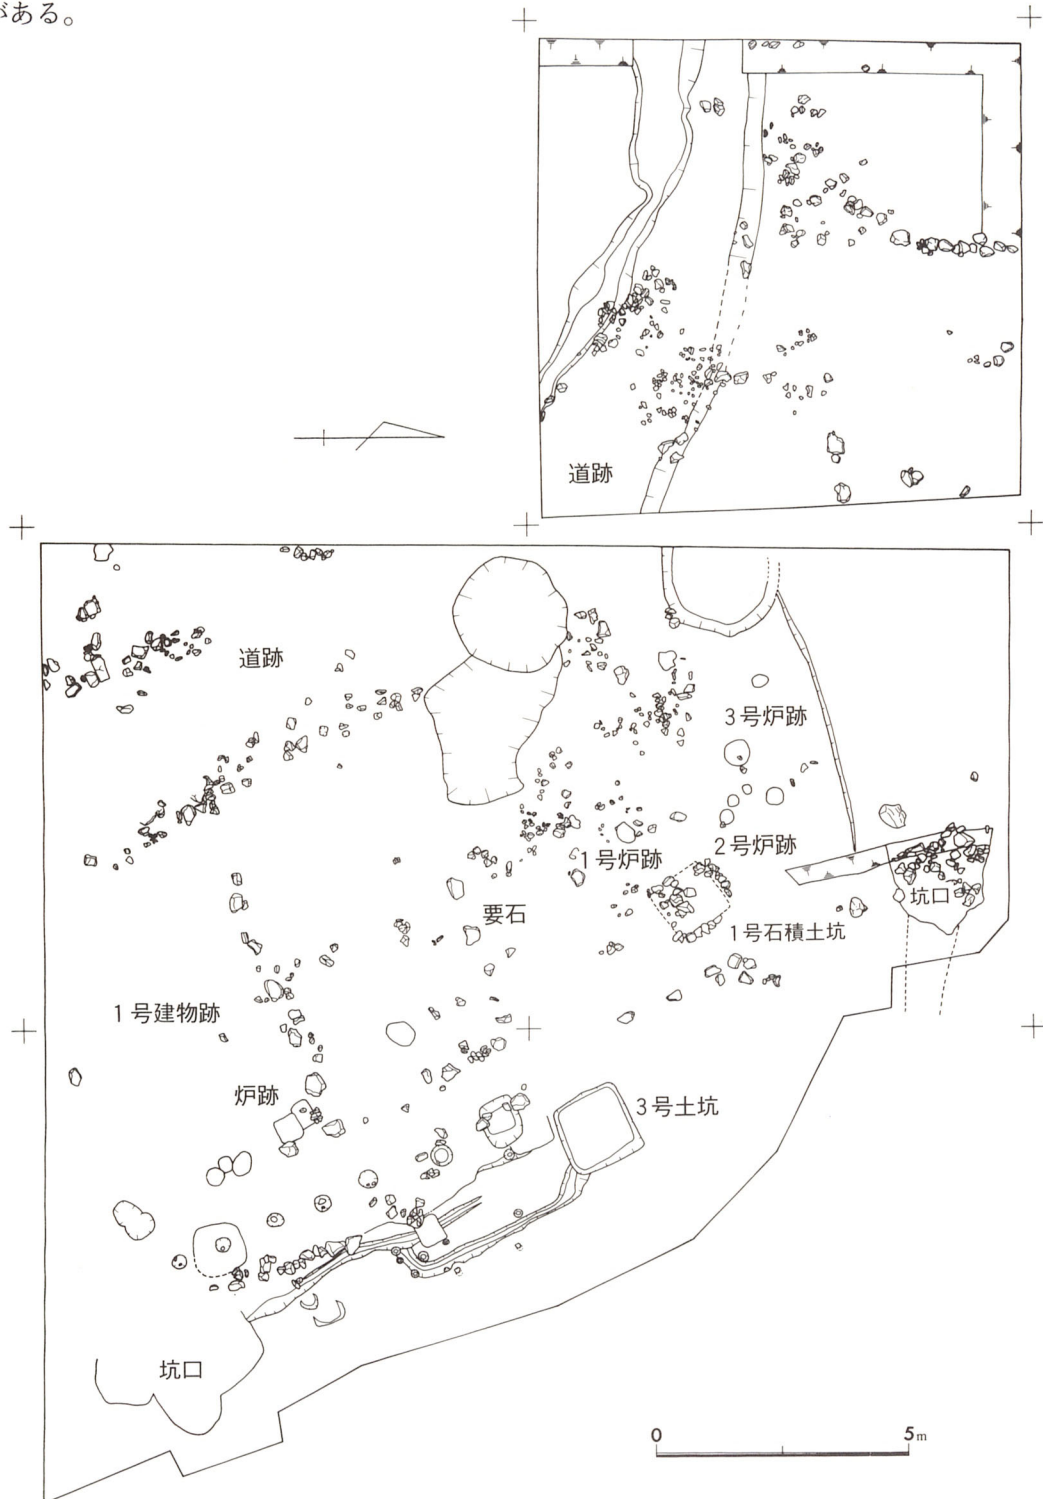 がある。
道跡
道跡
3号炉跡
1号炉跡
2号炉跡
要石
坑口
1号石積土坑
1号建物跡
炉跡
3号土坑
坑口
0 5m